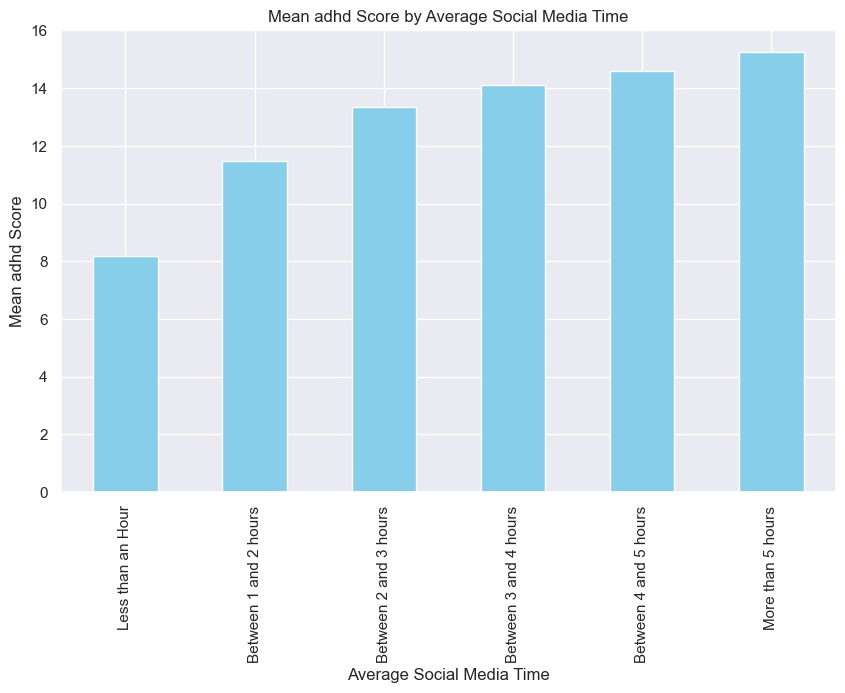 Mean adhd Score by Average Social Media Time
Mean adhd Score
16
14
12
10
8
6
4
2
0
Less than an Hour
Between 1 and 2 hours
Between 2 and 3 hours
Between 3 and 4 hours
Between 4 and 5 hours
More than 5 hours
Average Social Media Time